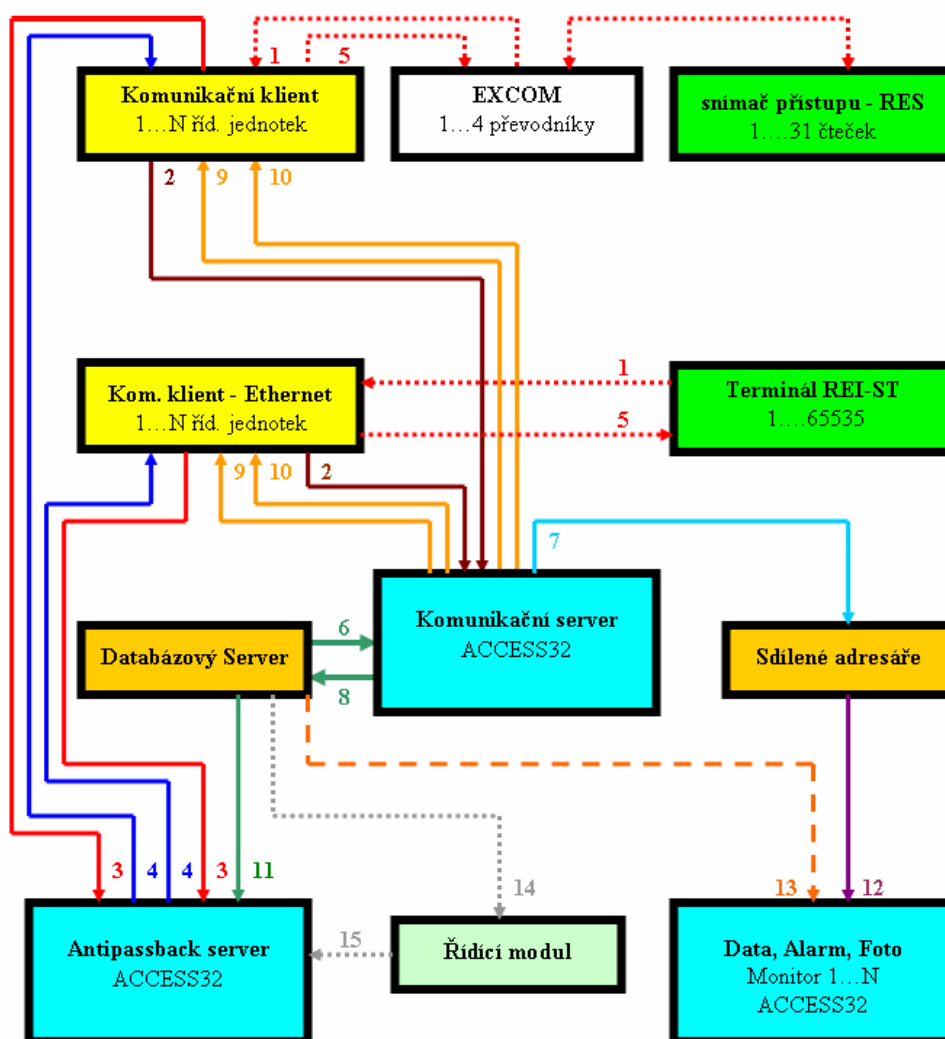 1
5
Komunikační klient
1…N říd. jednotek
EXCOM
1…4 převodníky
snímač přístupu - RES
1….31 čteček
2
9
10
1
Kom. klient - Ethernet
1…N říd. jednotek
Terminál REI-ST
1….65535
5
9
10
2
7
Komunikační server
ACCESS32
6
Databázový Server
Sdílené adresáře
8
3
4
4
3
11
14
13
12
15
Antipassback server
ACCESS32
Řídící modul
Data, Alarm, Foto
Monitor 1…N
ACCESS32